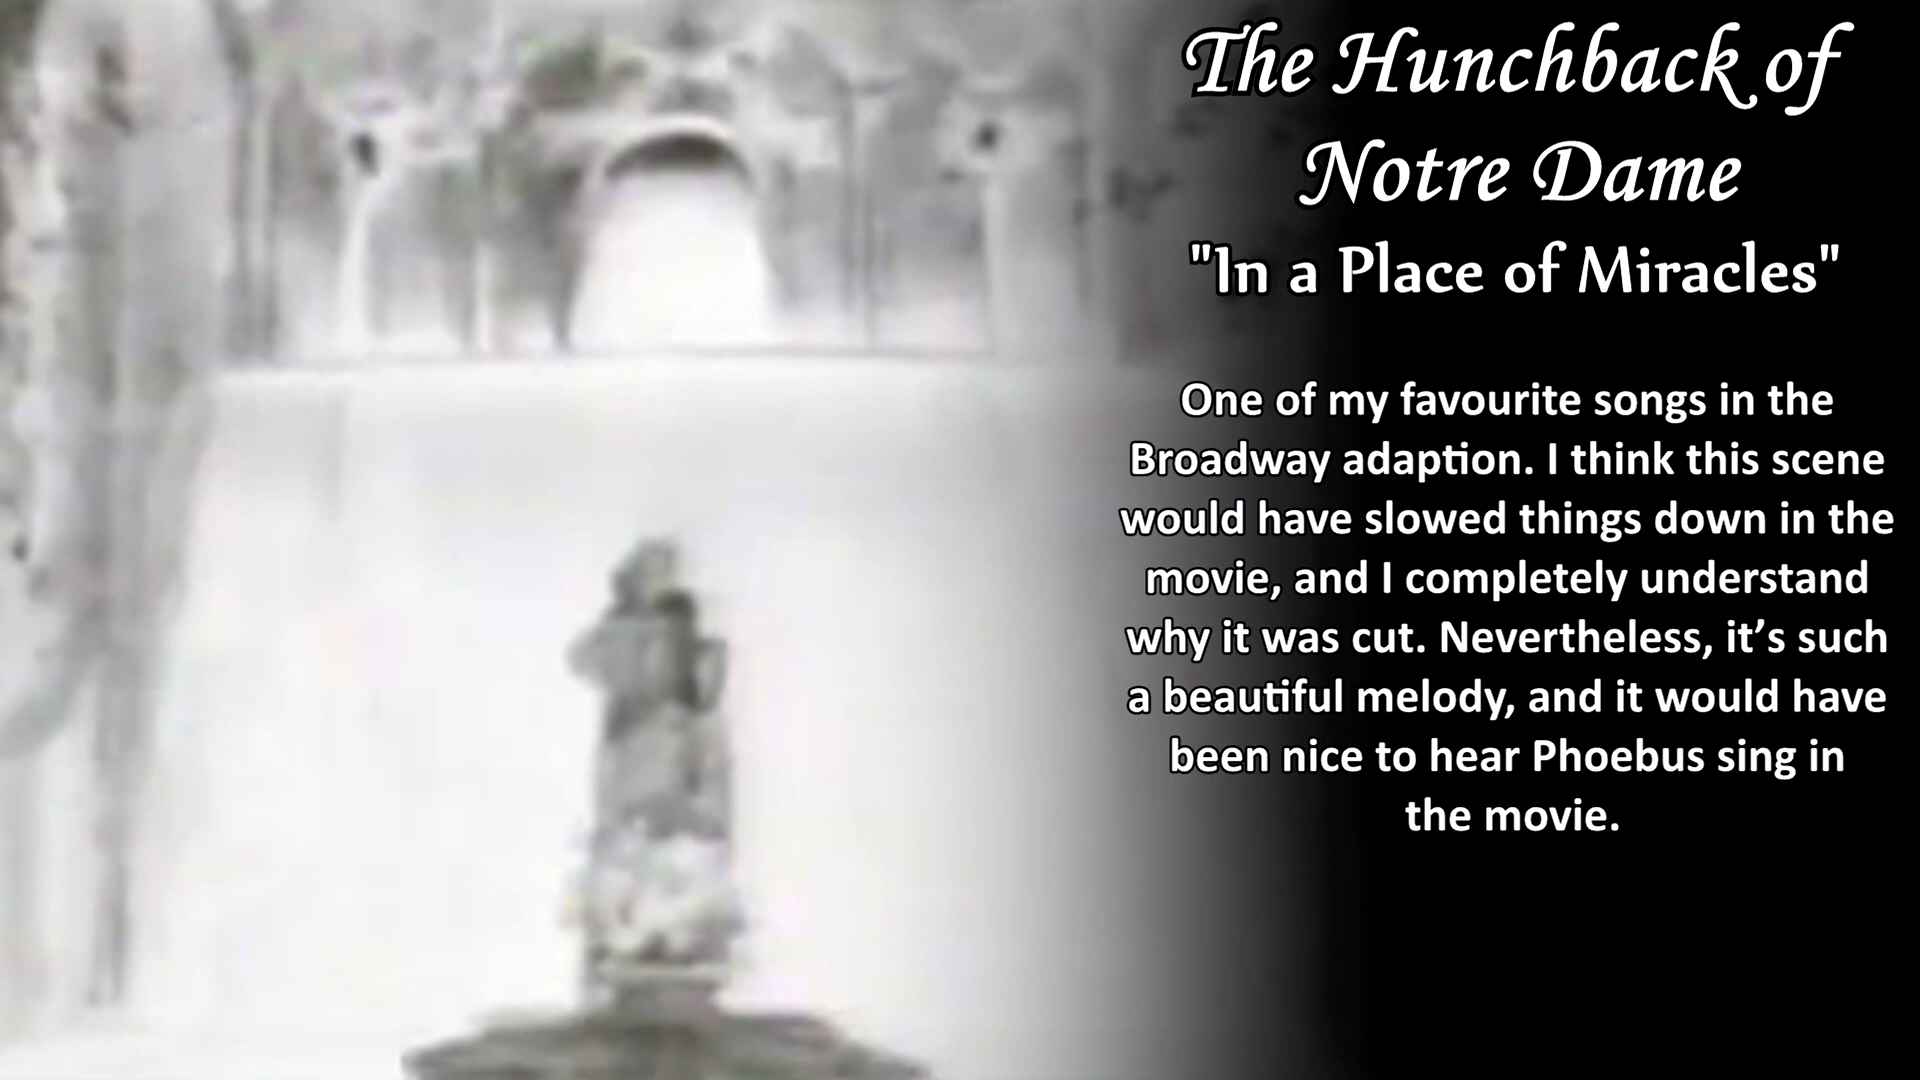 The Hunchback of
Notre Dame
"In a Place of Miracles"
One of my favourite songs in the
Broadway adaption. I think this scene
would have slowed things down in the
movie, and I completely understand
why it was cut. Nevertheless, it’s such
a beautiful melody, and it would have
been nice to hear Phoebus sing in
the movie.